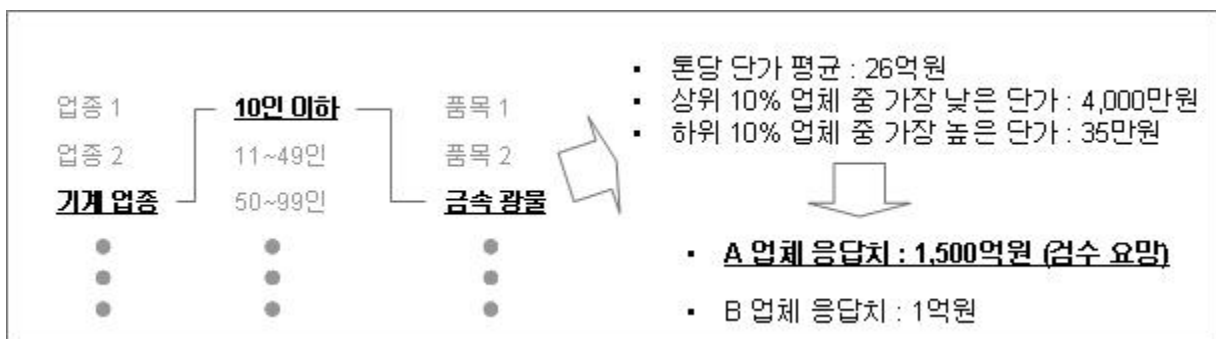 업종 1
10인 이하
품목 1
업종 2
11~49인
품목 2
기계 업종
50~99인
금속 광물
▪ 톤당 단가 평균 : 26억원
▪ 상위 10% 업체 중 가장 낮은 단가 : 4,000만원
▪ 하위 10% 업체 중 가장 높은 단가 : 35만원
▪ A 업체 응답치 : 1,500억원 (검수 요망)
▪ B 업체 응답치 : 1억원